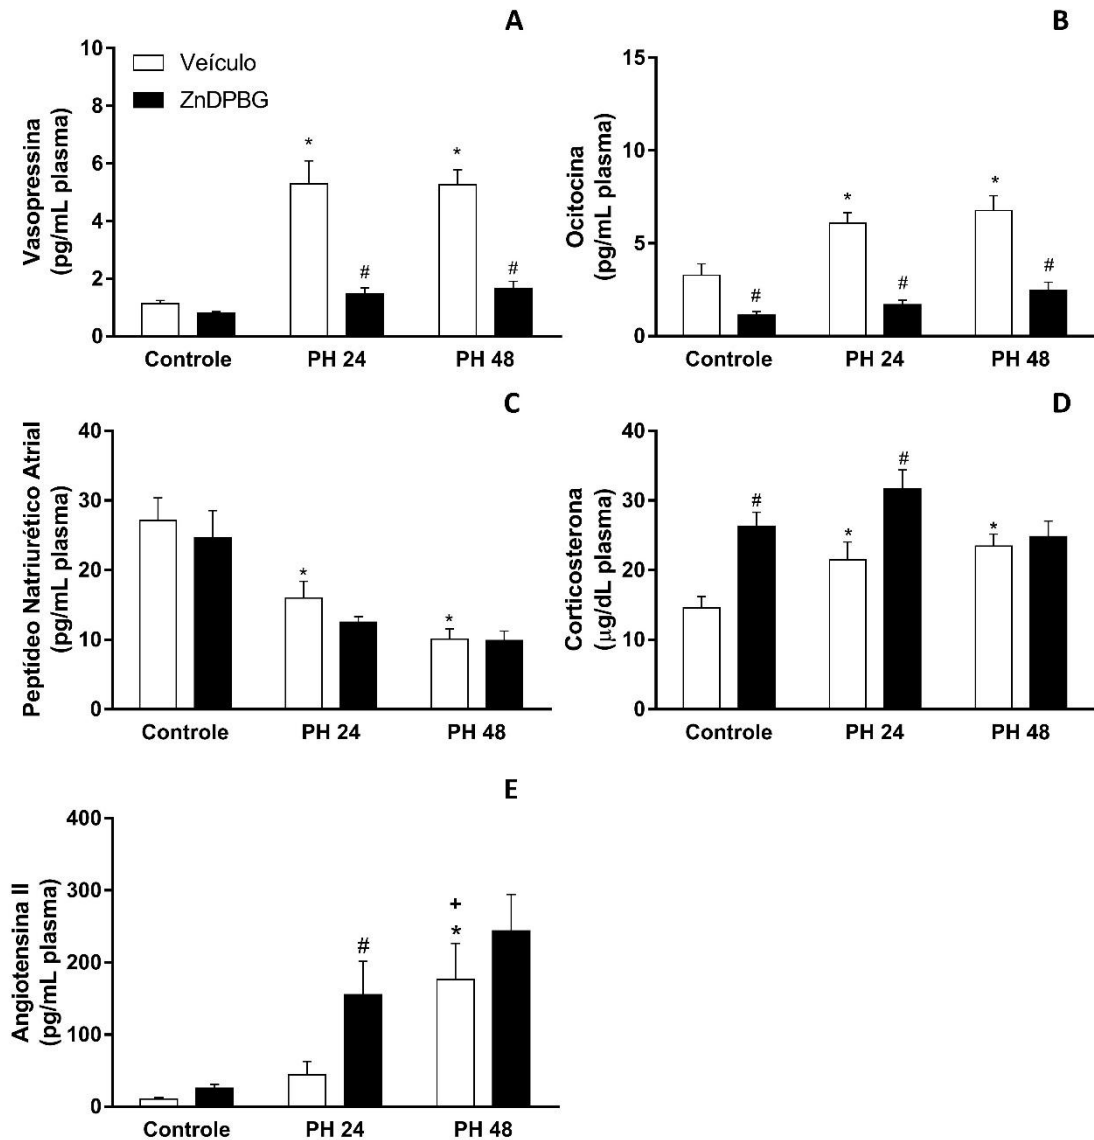 A
Vasopressina
(pg/mL plasma)
10
8
6
4
2
0
Veículo
ZnDPBG
*
*
#
#
Controle
PH 24
PH 48
B
Ocitocina
(pg/mL plasma)
15
10
5
0
*
*
#
#
#
Controle
PH 24
PH 48
C
Peptídeo Natriurético Atrial
(pg/mL plasma)
40
30
20
10
0
*
*
Controle
PH 24
PH 48
D
Corticosterona
(µg/dL plasma)
40
30
20
10
0
#
*
#
*
Controle
PH 24
PH 48
E
Angiotensina II
(pg/mL plasma)
400
300
200
100
0
#
+
*
Controle
PH 24
PH 48